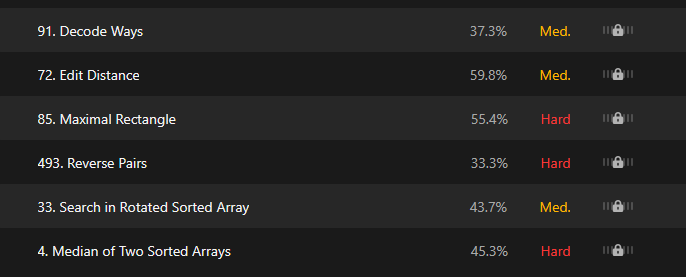 91. Decode Ways 37.3% Med.
72. Edit Distance 59.8% Med.
85. Maximal Rectangle 55.4% Hard
493. Reverse Pairs 33.3% Hard
33. Search in Rotated Sorted Array 43.7% Med.
4. Median of Two Sorted Arrays 45.3% Hard